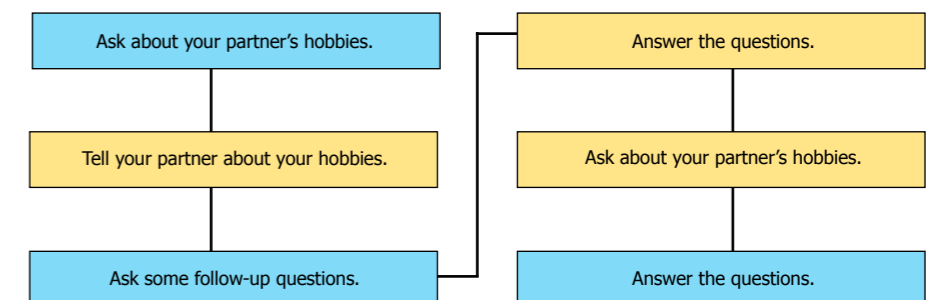 Ask about your partner’s hobbies.
Tell your partner about your hobbies.
Ask some follow-up questions.
Answer the questions.
Ask about your partner’s hobbies.
Answer the questions.